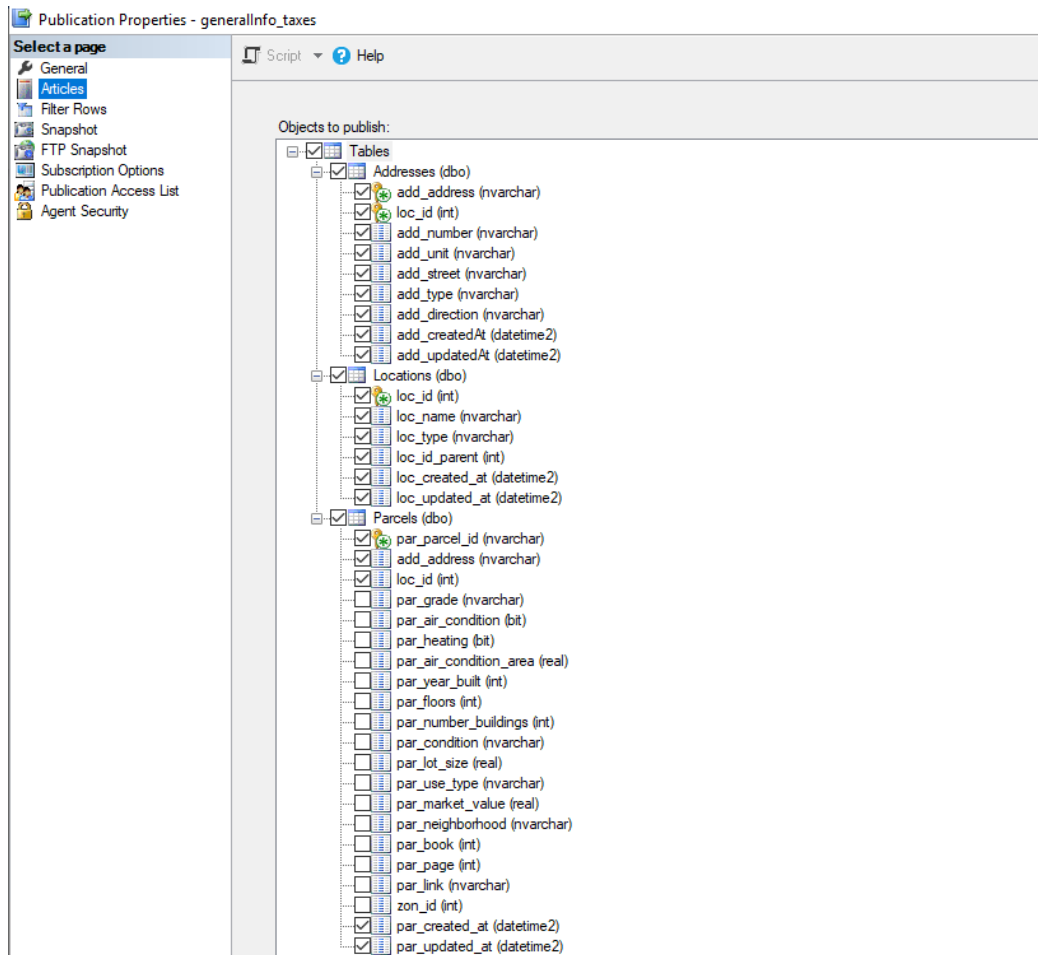 Publication Properties - generalInfo_taxes
Select a page
General
Articles
Filter Rows
Snapshot
FTP Snapshot
Subscription Options
Publication Access List
Agent Security
Script Help
Objects to publish:
Tables
Addresses (dbo)
add_address (nvarchar)
loc_id (int)
add_number (nvarchar)
add_unit (nvarchar)
add_street (nvarchar)
add_type (nvarchar)
add_direction (nvarchar)
add_createdAt (datetime2)
add_updatedAt (datetime2)
Locations (dbo)
loc_id (int)
loc_name (nvarchar)
loc_type (nvarchar)
loc_id_parent (int)
loc_created_at (datetime2)
loc_updated_at (datetime2)
Parcels (dbo)
par_parcel_id (nvarchar)
add_address (nvarchar)
loc_id (int)
par_grade (nvarchar)
par_air_condition (bit)
par_heating (bit)
par_air_condition_area (real)
par_year_built (int)
par_floors (int)
par_number_buildings (int)
par_condition (nvarchar)
par_lot_size (real)
par_use_type (nvarchar)
par_market_value (real)
par_neighborhood (nvarchar)
par_book (int)
par_page (int)
par_link (nvarchar)
zon_id (int)
par_created_at (datetime2)
par_updated_at (datetime2)